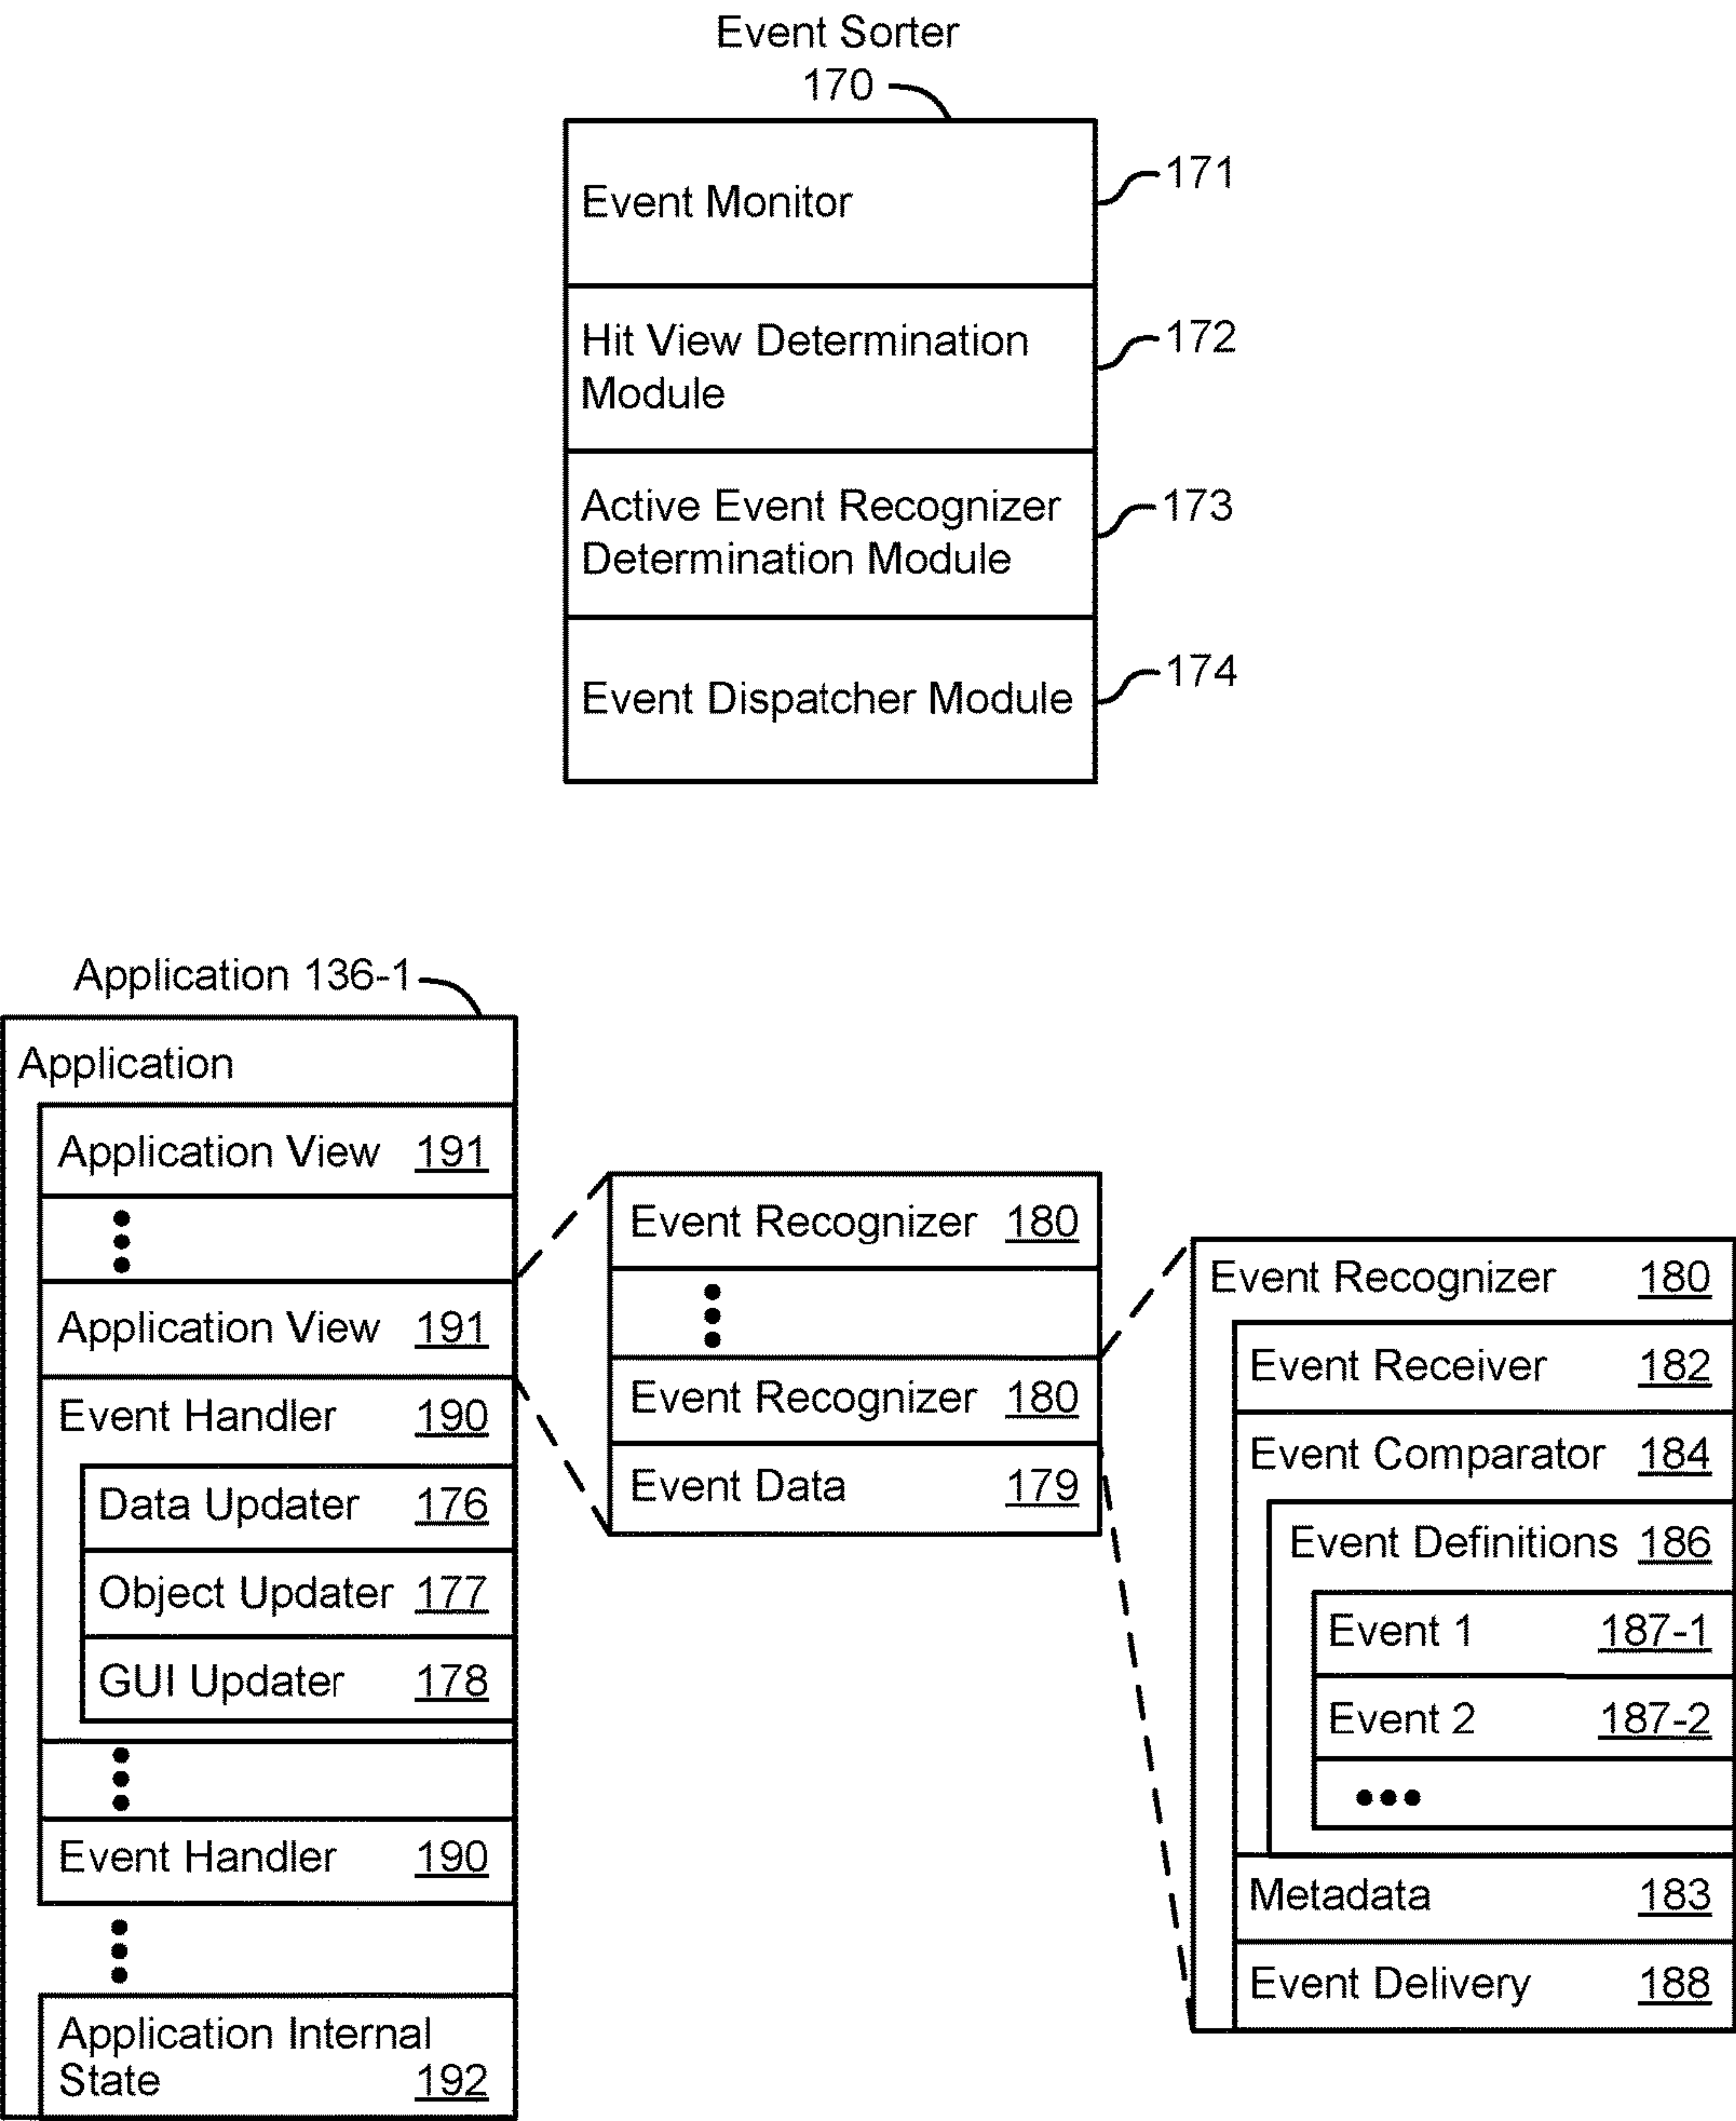 Event Sorter
170
Event Monitor
171
Hit View Determination
Module
172
Active Event Recognizer
Determination Module
173
Event Dispatcher Module
174
Application 136-1
Application
Application View 191
Application View 191
Event Handler 190
Data Updater 176
Object Updater 177
GUI Updater 178
Event Handler 190
Application Internal
State 192
Event Recognizer 180
Event Recognizer 180
Event Data 179
Event Recognizer 180
Event Receiver 182
Event Comparator 184
Event Definitions 186
Event 1 187-1
Event 2 187-2
Metadata 183
Event Delivery 188